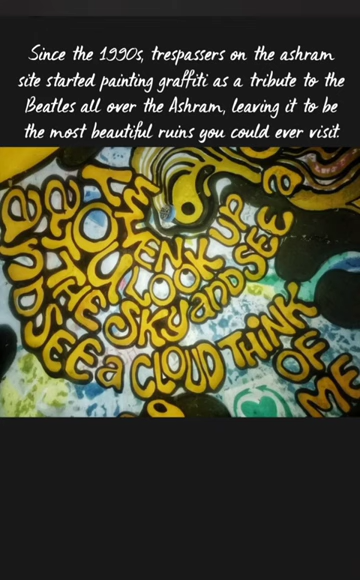 Since the 1990s, trespassers on the ashram
site started painting graffiti as a tribute to the
Beatles all over the Ashram, leaving it to be
the most beautiful ruins you could ever visit.
LOOK UP
YOU
THE SKY and SEE
SEE a CLOUD THINK
OF
ME